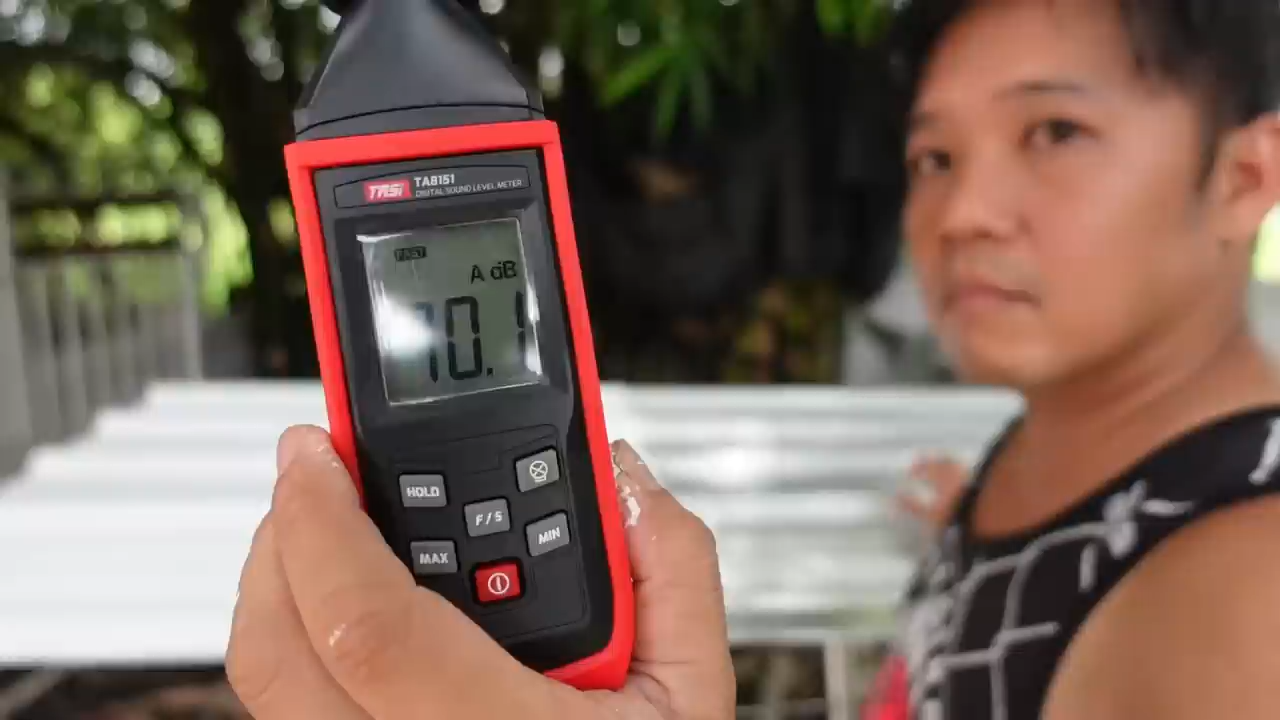 TASI TA8151
DIGITAL SOUND LEVEL METER
FAST
A dB
70.1
HOLD
F / S
MAX
MIN